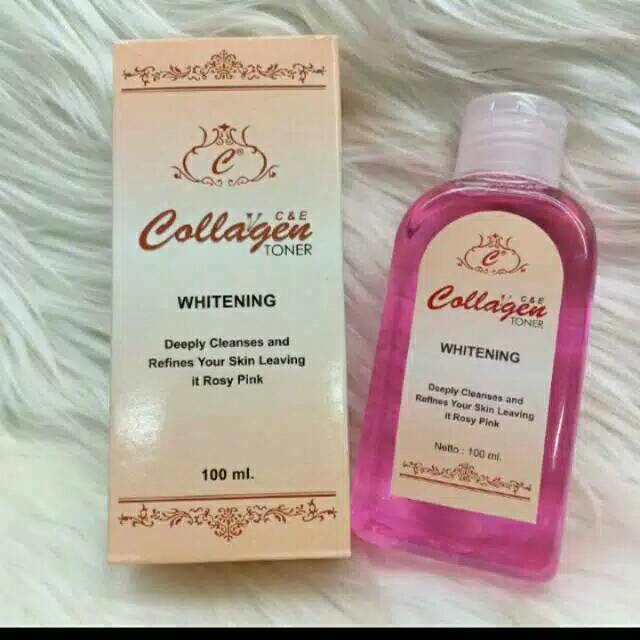 C®
C & E
Collagen
TONER
WHITENING
Deeply Cleanses and
Refines Your Skin Leaving
it Rosy Pink
100 ml.
C®
C & E
Collagen
TONER
WHITENING
Deeply Cleanses and
Refines Your Skin Leaving
it Rosy Pink
Netto : 100 ml.